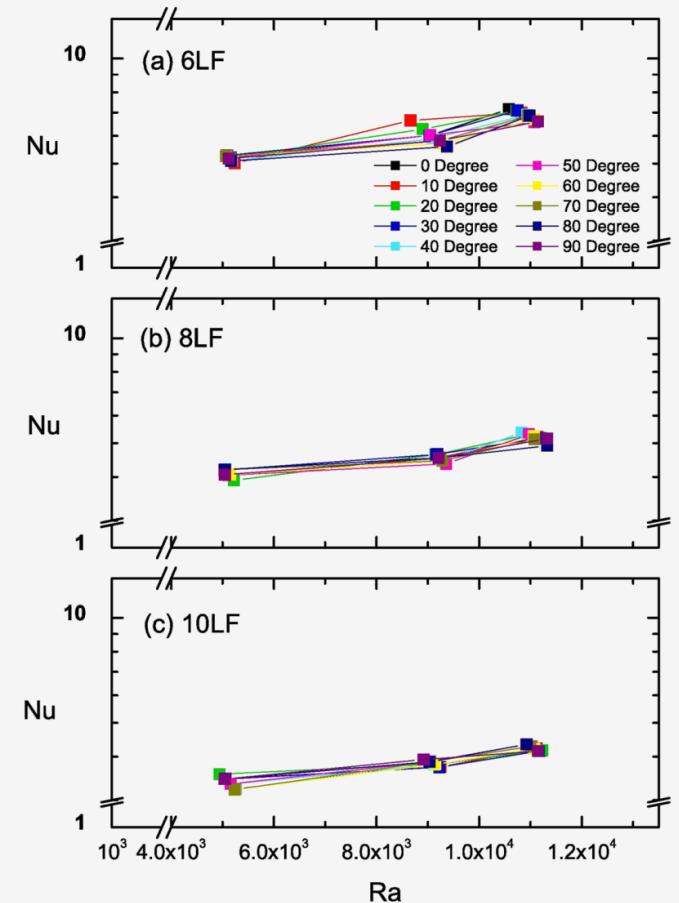 10
(a) 6LF
Nu
0 Degree 50 Degree
10 Degree 60 Degree
20 Degree 70 Degree
30 Degree 80 Degree
40 Degree 90 Degree
1
10
(b) 8LF
Nu
1
10
(c) 10LF
Nu
1
10³ 4.0x10³ 6.0x10³ 8.0x10³ 1.0x10⁴ 1.2x10⁴
Ra